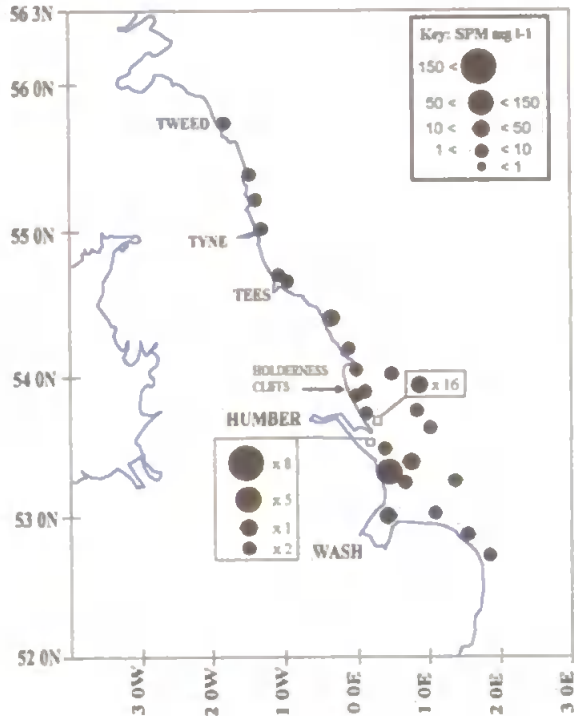 56 3N
Key: SPM mg l-1
150 <
50 < < 150
10 < < 50
1 < < 10
< 1
56 0N
TWEED
55 0N
TYNE
TEES
54 0N
HOLDERNESS
CLIFFS
x 16
HUMBER
x 8
x 5
x 1
x 2
53 0N
WASH
52 0N
3 0W
2 0W
1 0W
0 0E
1 0E
2 0E
3 0E